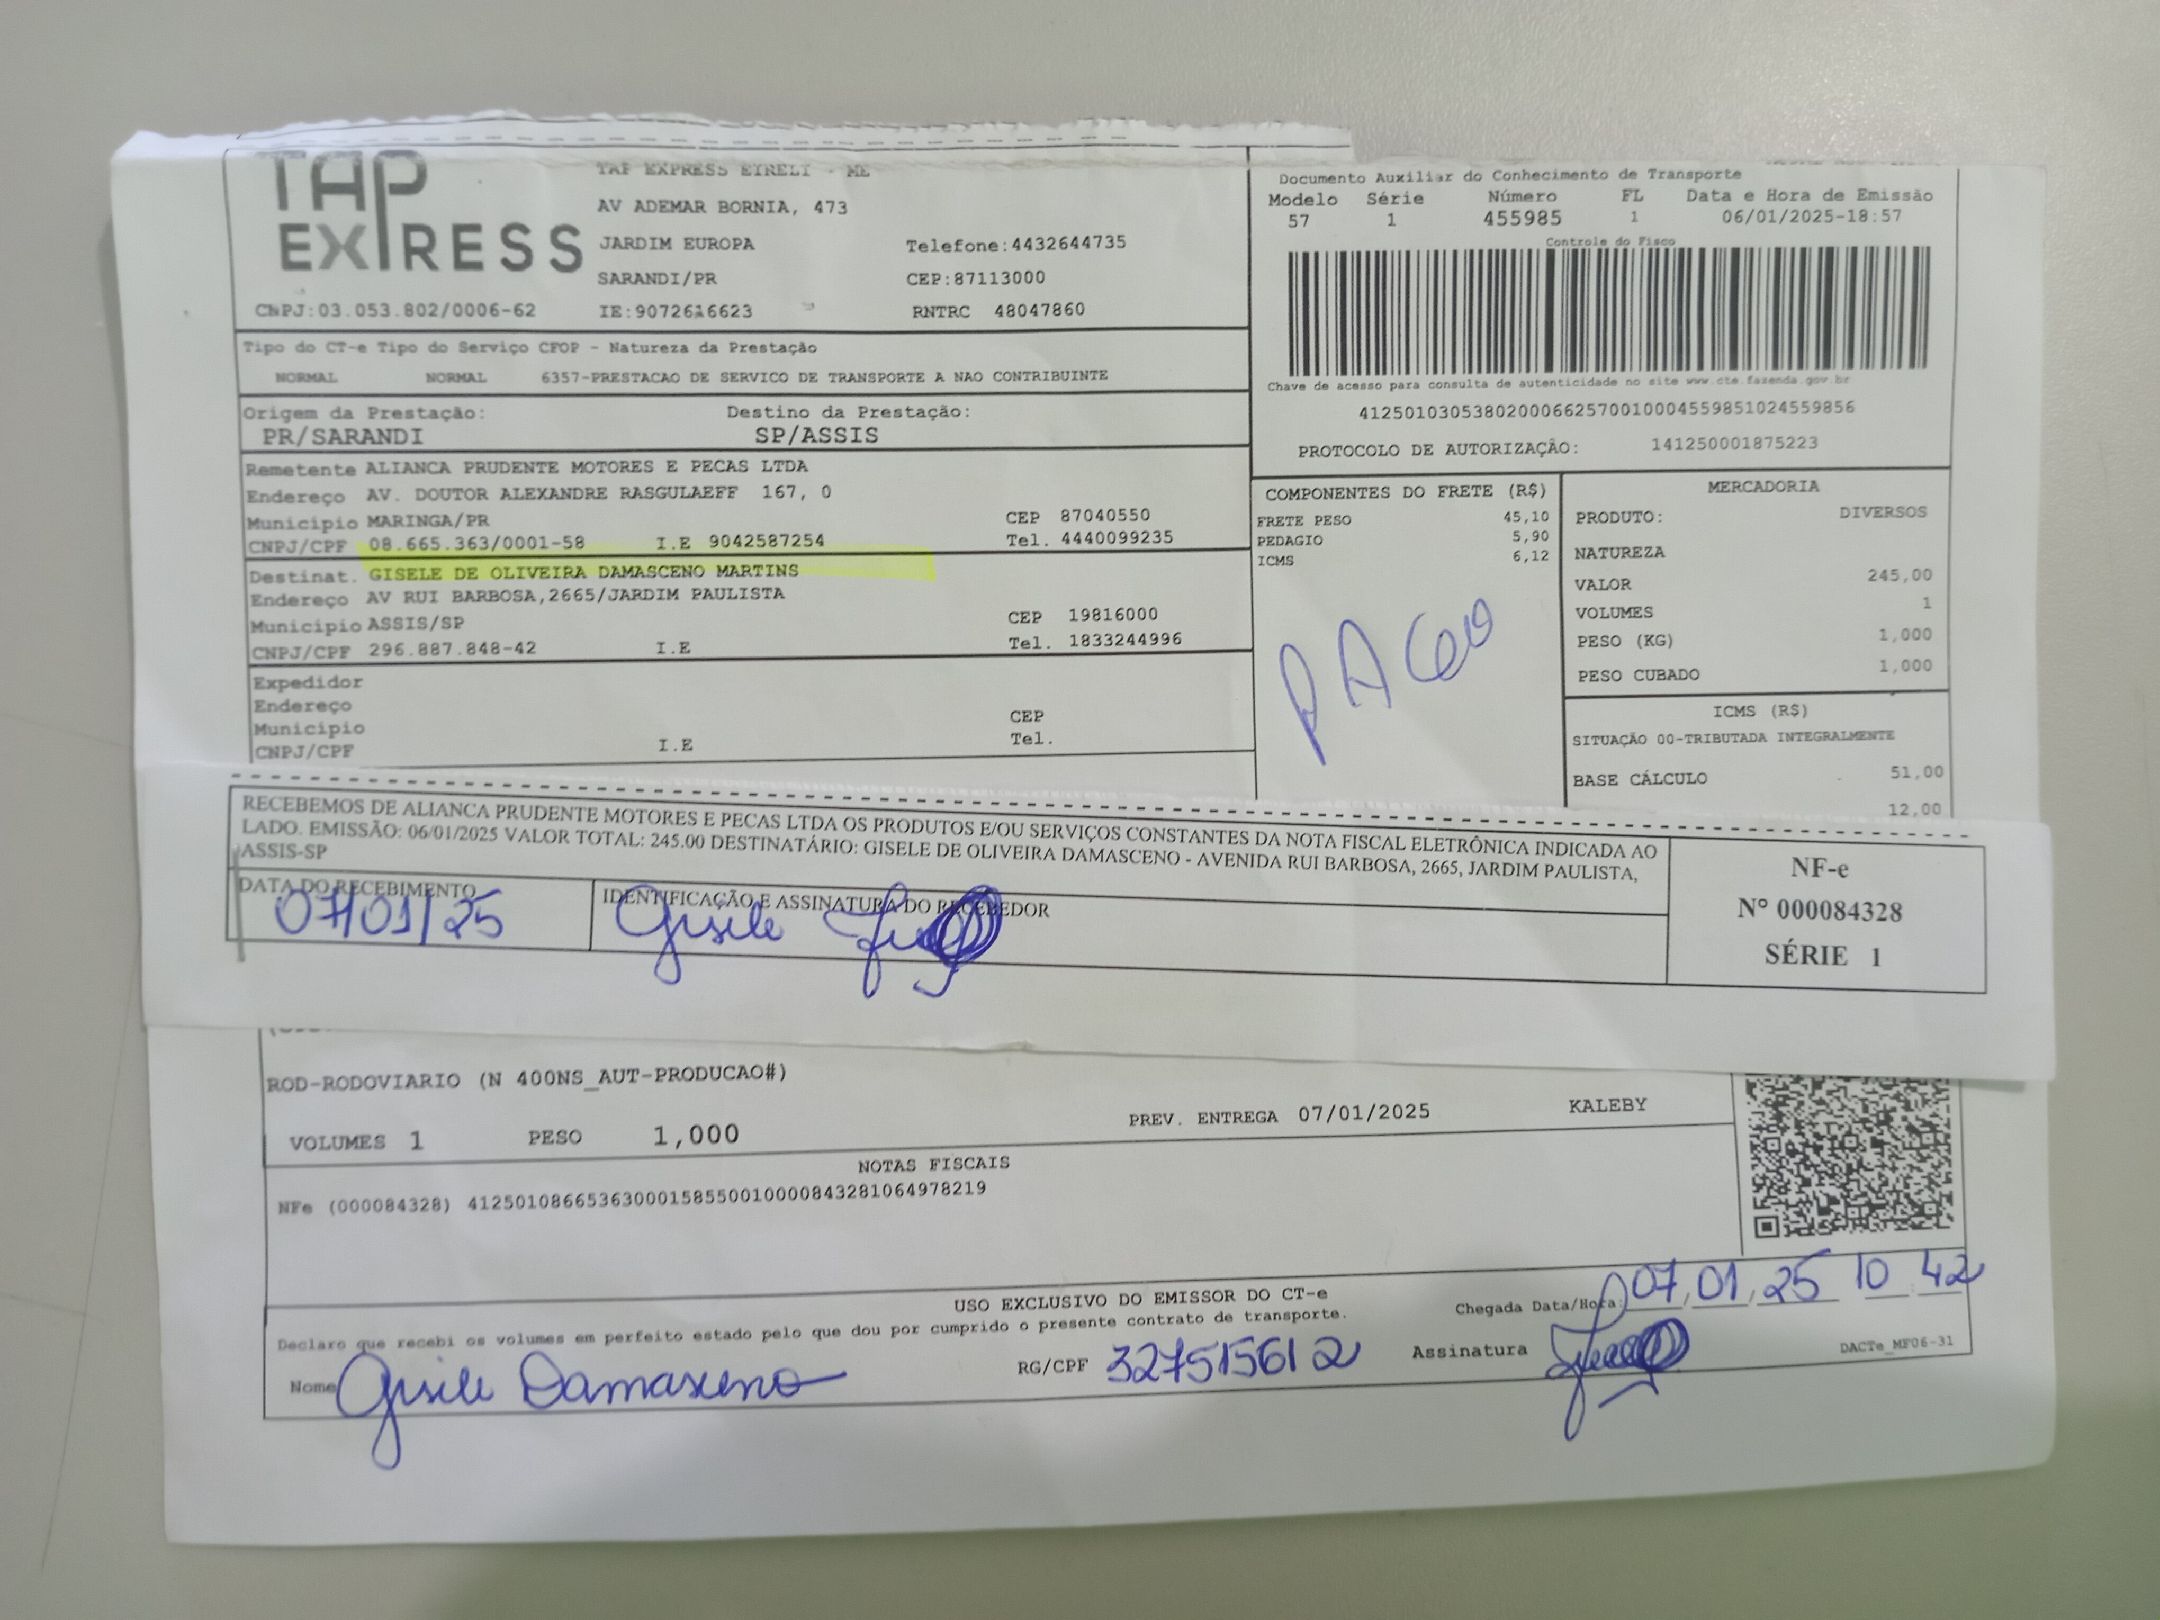 TAP
EXPRESS
TAP EXPRESS EIRELI - ME
AV ADEMAR BORNIA, 473
JARDIM EUROPA Telefone:4432644735
SARANDI/PR CEP:87113000
CNPJ:03.053.802/0006-62 IE:9072616623 RNTRC 48047860
Documento Auxiliar do Conhecimento de Transporte
Modelo Série Número FL Data e Hora de Emissão
57 1 455985 1 06/01/2025-18:57
Controle do Fisco
Chave de acesso para consulta de autenticidade no site www.cte.fazenda.gov.br
41250103053802000662570010004559851024559856
PROTOCOLO DE AUTORIZAÇÃO: 141250001875223
Tipo do CT-e Tipo do Serviço CFOP - Natureza da Prestação
NORMAL NORMAL 6357-PRESTACAO DE SERVICO DE TRANSPORTE A NAO CONTRIBUINTE
Origem da Prestação: Destino da Prestação:
PR/SARANDI SP/ASSIS
Remetente ALIANCA PRUDENTE MOTORES E PECAS LTDA
Endereço AV. DOUTOR ALEXANDRE RASGULAEFF 167, 0
Municipio MARINGA/PR CEP 87040550
CNPJ/CPF 08.665.363/0001-58 I.E 9042587254 Tel. 4440099235
Destinat. GISELE DE OLIVEIRA DAMASCENO MARTINS
Endereço AV RUI BARBOSA,2665/JARDIM PAULISTA
Municipio ASSIS/SP CEP 19816000
CNPJ/CPF 296.887.848-42 I.E Tel. 1833244996
Expedidor
Endereço
Municipio CEP
CNPJ/CPF I.E Tel.
COMPONENTES DO FRETE (R$)
FRETE PESO 45,10
PEDAGIO 5,90
ICMS 6,12
PAGO
MERCADORIA
PRODUTO: DIVERSOS
NATUREZA
VALOR 245,00
VOLUMES 1
PESO (KG) 1,000
PESO CUBADO 1,000
ICMS (R$)
SITUAÇÃO 00-TRIBUTADA INTEGRALMENTE
BASE CÁLCULO 51,00
12,00
RECEBEMOS DE ALIANCA PRUDENTE MOTORES E PECAS LTDA OS PRODUTOS E/OU SERVIÇOS CONSTANTES DA NOTA FISCAL ELETRÔNICA INDICADA AO
LADO. EMISSÃO: 06/01/2025 VALOR TOTAL: 245.00 DESTINATÁRIO: GISELE DE OLIVEIRA DAMASCENO - AVENIDA RUI BARBOSA, 2665, JARDIM PAULISTA,
ASSIS-SP
DATA DO RECEBIMENTO IDENTIFICAÇÃO E ASSINATURA DO RECEBEDOR
07/01/25 Gisele
NF-e
N° 000084328
SÉRIE 1
ROD-RODOVIARIO (N 400NS_AUT-PRODUCAO#)
VOLUMES 1 PESO 1,000 PREV. ENTREGA 07/01/2025 KALEBY
NOTAS FISCAIS
NFe (000084328) 41250108665363000158550010000843281064978219
USO EXCLUSIVO DO EMISSOR DO CT-e
Declaro que recebi os volumes em perfeito estado pelo que dou por cumprido o presente contrato de transporte.
Chegada Data/Hora: 07/01/25 10:42
Nome Gisele Damasceno RG/CPF 327515612 Assinatura
DACTe_MF06-31